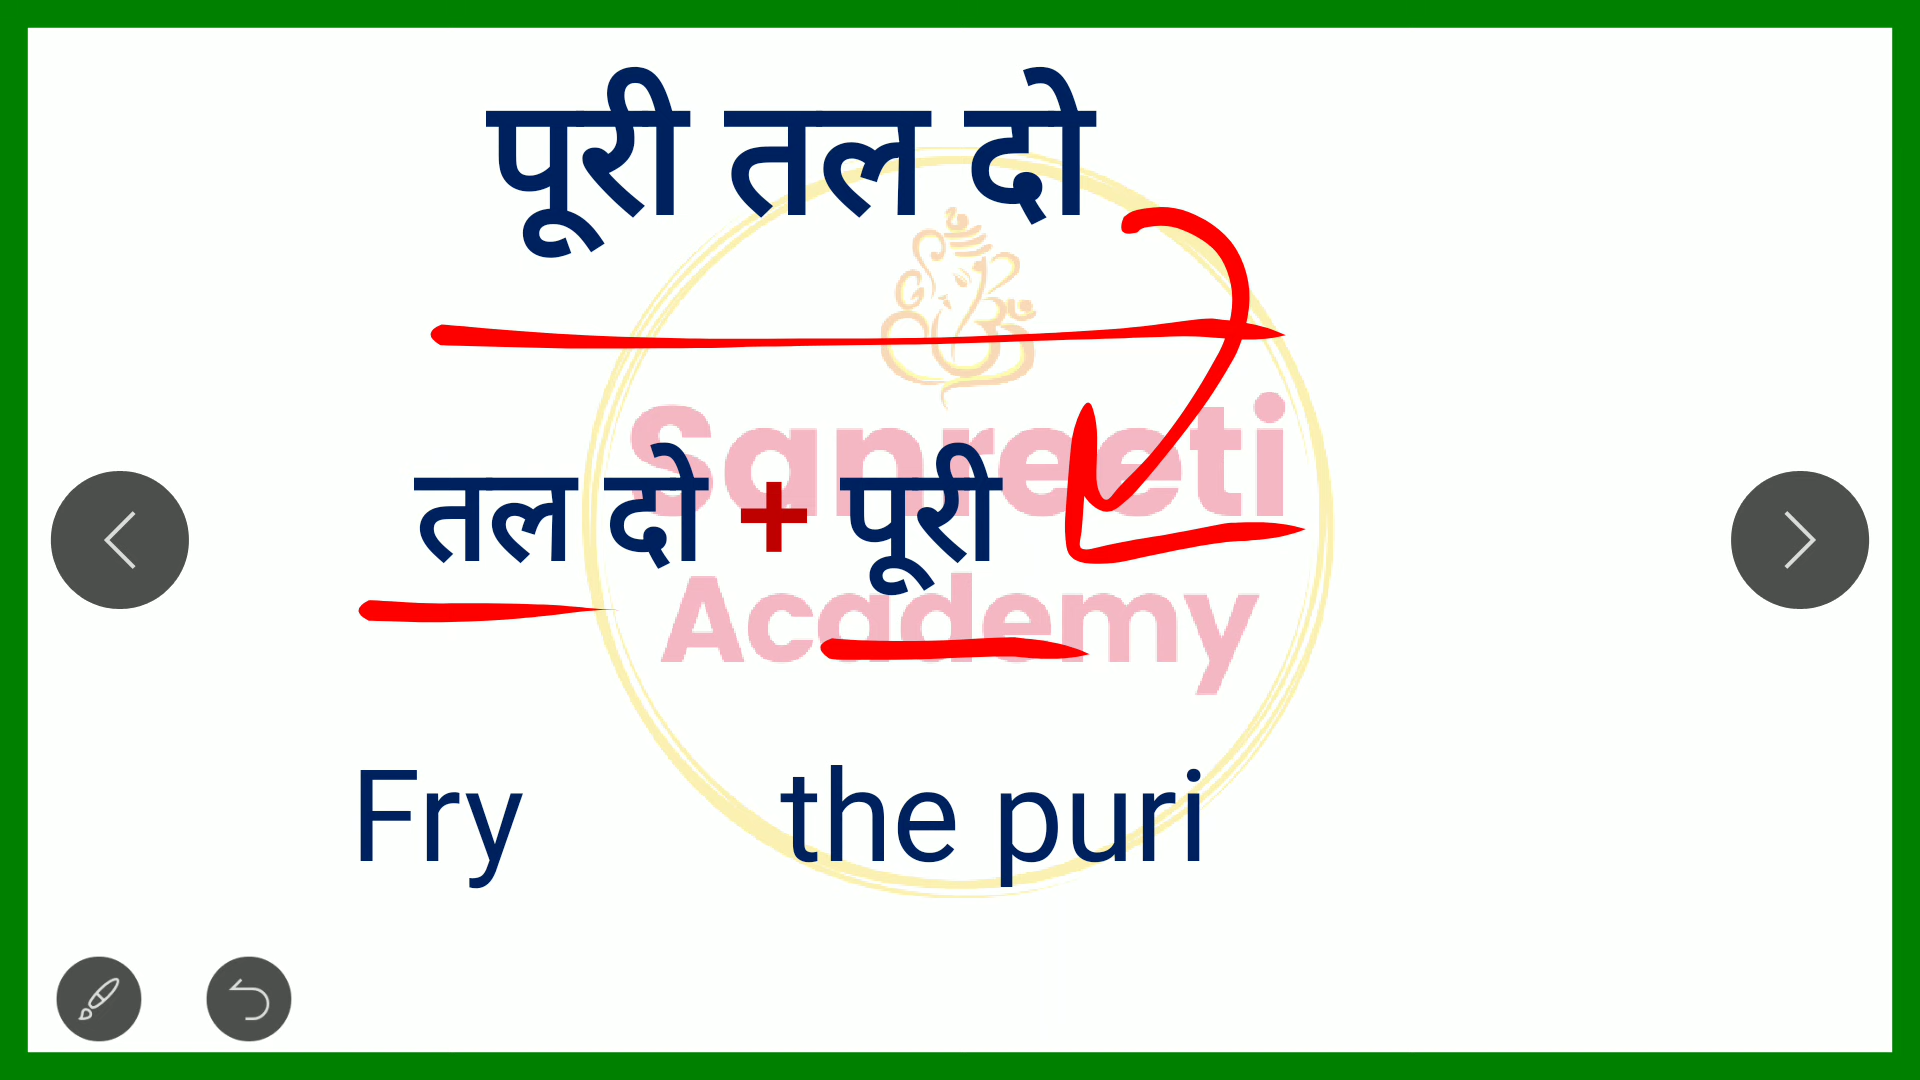 पूरी तल दो
Sanreeti
तल दो + पूरी
Academy
Fry the puri